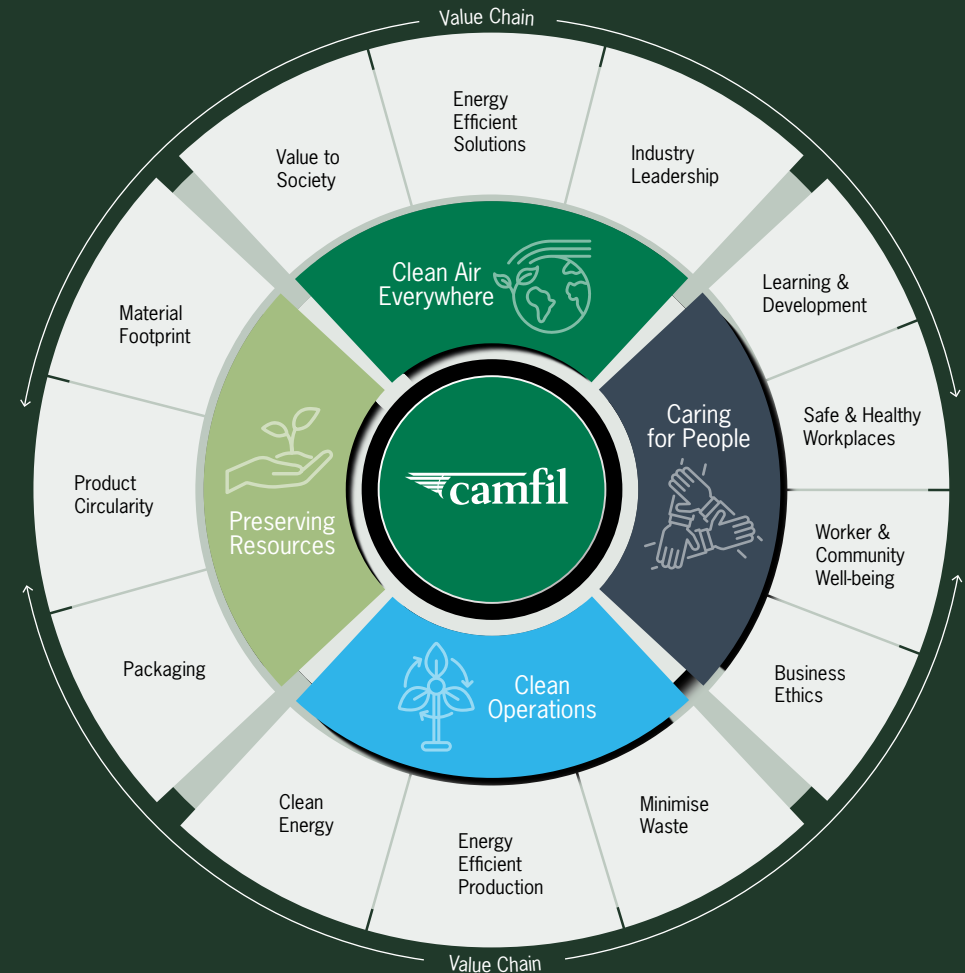 Value Chain
Energy
Efficient
Solutions
Value to
Society
Industry
Leadership
Clean Air
Everywhere
Learning &
Development
Material
Footprint
Caring
for People
Safe & Healthy
Workplaces
camfil
Product
Circularity
Preserving
Resources
Worker &
Community
Well-being
Packaging
Clean
Operations
Business
Ethics
Clean
Energy
Energy
Efficient
Production
Minimise
Waste
Value Chain